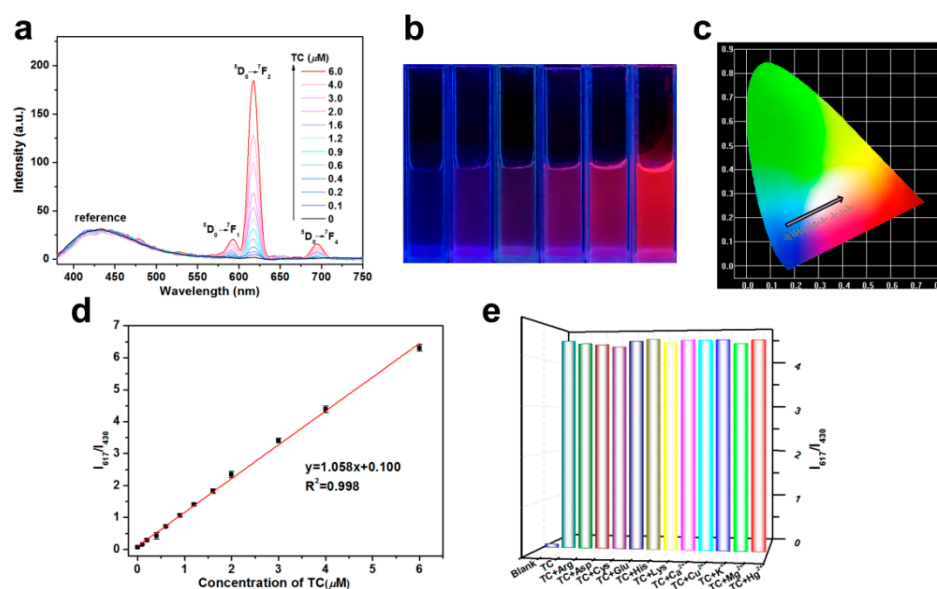 a
b
c
TC (μM)
6.0
4.0
3.0
2.0
1.6
1.2
0.9
0.6
0.4
0.2
0.1
0
⁵D₀→⁷F₂
⁵D₀→⁷F₁
⁵D₀→⁷F₄
reference
Intensity (a.u.)
200
150
100
50
0
400 450 500 550 600 650 700 750
Wavelength (nm)
0.9
0.8
0.7
0.6
0.5
0.4
0.3
0.2
0.1
0.0
0.0 0.1 0.2 0.3 0.4 0.5 0.6 0.7 0.8
d
e
I₆₁₇/I₄₃₀
7
6
5
4
3
2
1
0
y=1.058x+0.100
R²=0.998
0 1 2 3 4 5 6
Concentration of TC(μM)
4
3
2
1
0
I₆₁₇/I₄₃₀
Blank
TC
TC+Arg
TC+Asp
TC+Cys
TC+Glu
TC+His
TC+Lys
TC+Ca²⁺
TC+Cu²⁺
TC+K⁺
TC+Mg²⁺
TC+Hg²⁺